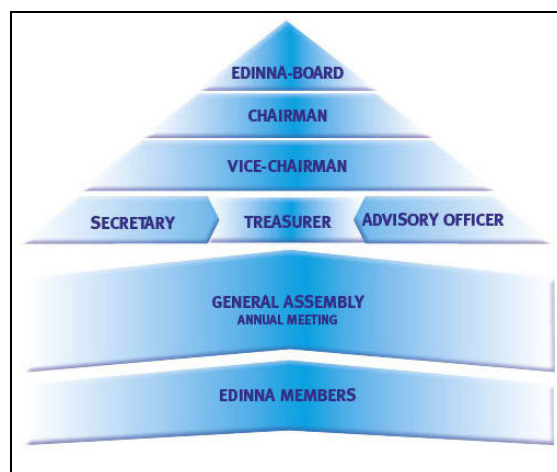 EDINNA-BOARD
CHAIRMAN
VICE-CHAIRMAN
SECRETARY TREASURER ADVISORY OFFICER
GENERAL ASSEMBLY
ANNUAL MEETING
EDINNA MEMBERS